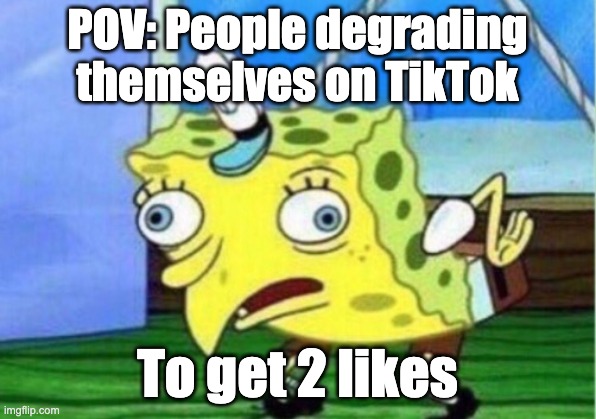 POV: People degrading
themselves on TikTok
To get 2 likes
imgflip.com